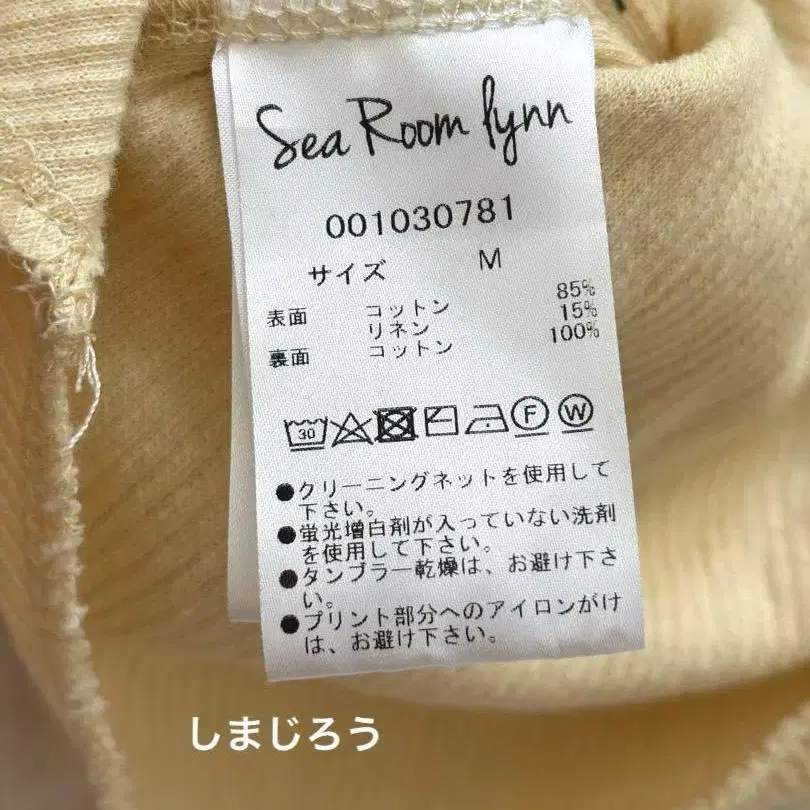 Sea Room lynn
001030781
サイズ M
表面 コットン 85%
リネン 15%
裏面 コットン 100%
30 F W
●クリーニングネットを使用して
下さい。
●蛍光増白剤が入っていない洗剤
を使用して下さい。
●タンブラー乾燥は、お避け下さ
い。
●プリント部分へのアイロンがけ
は、お避け下さい。
しまじろう